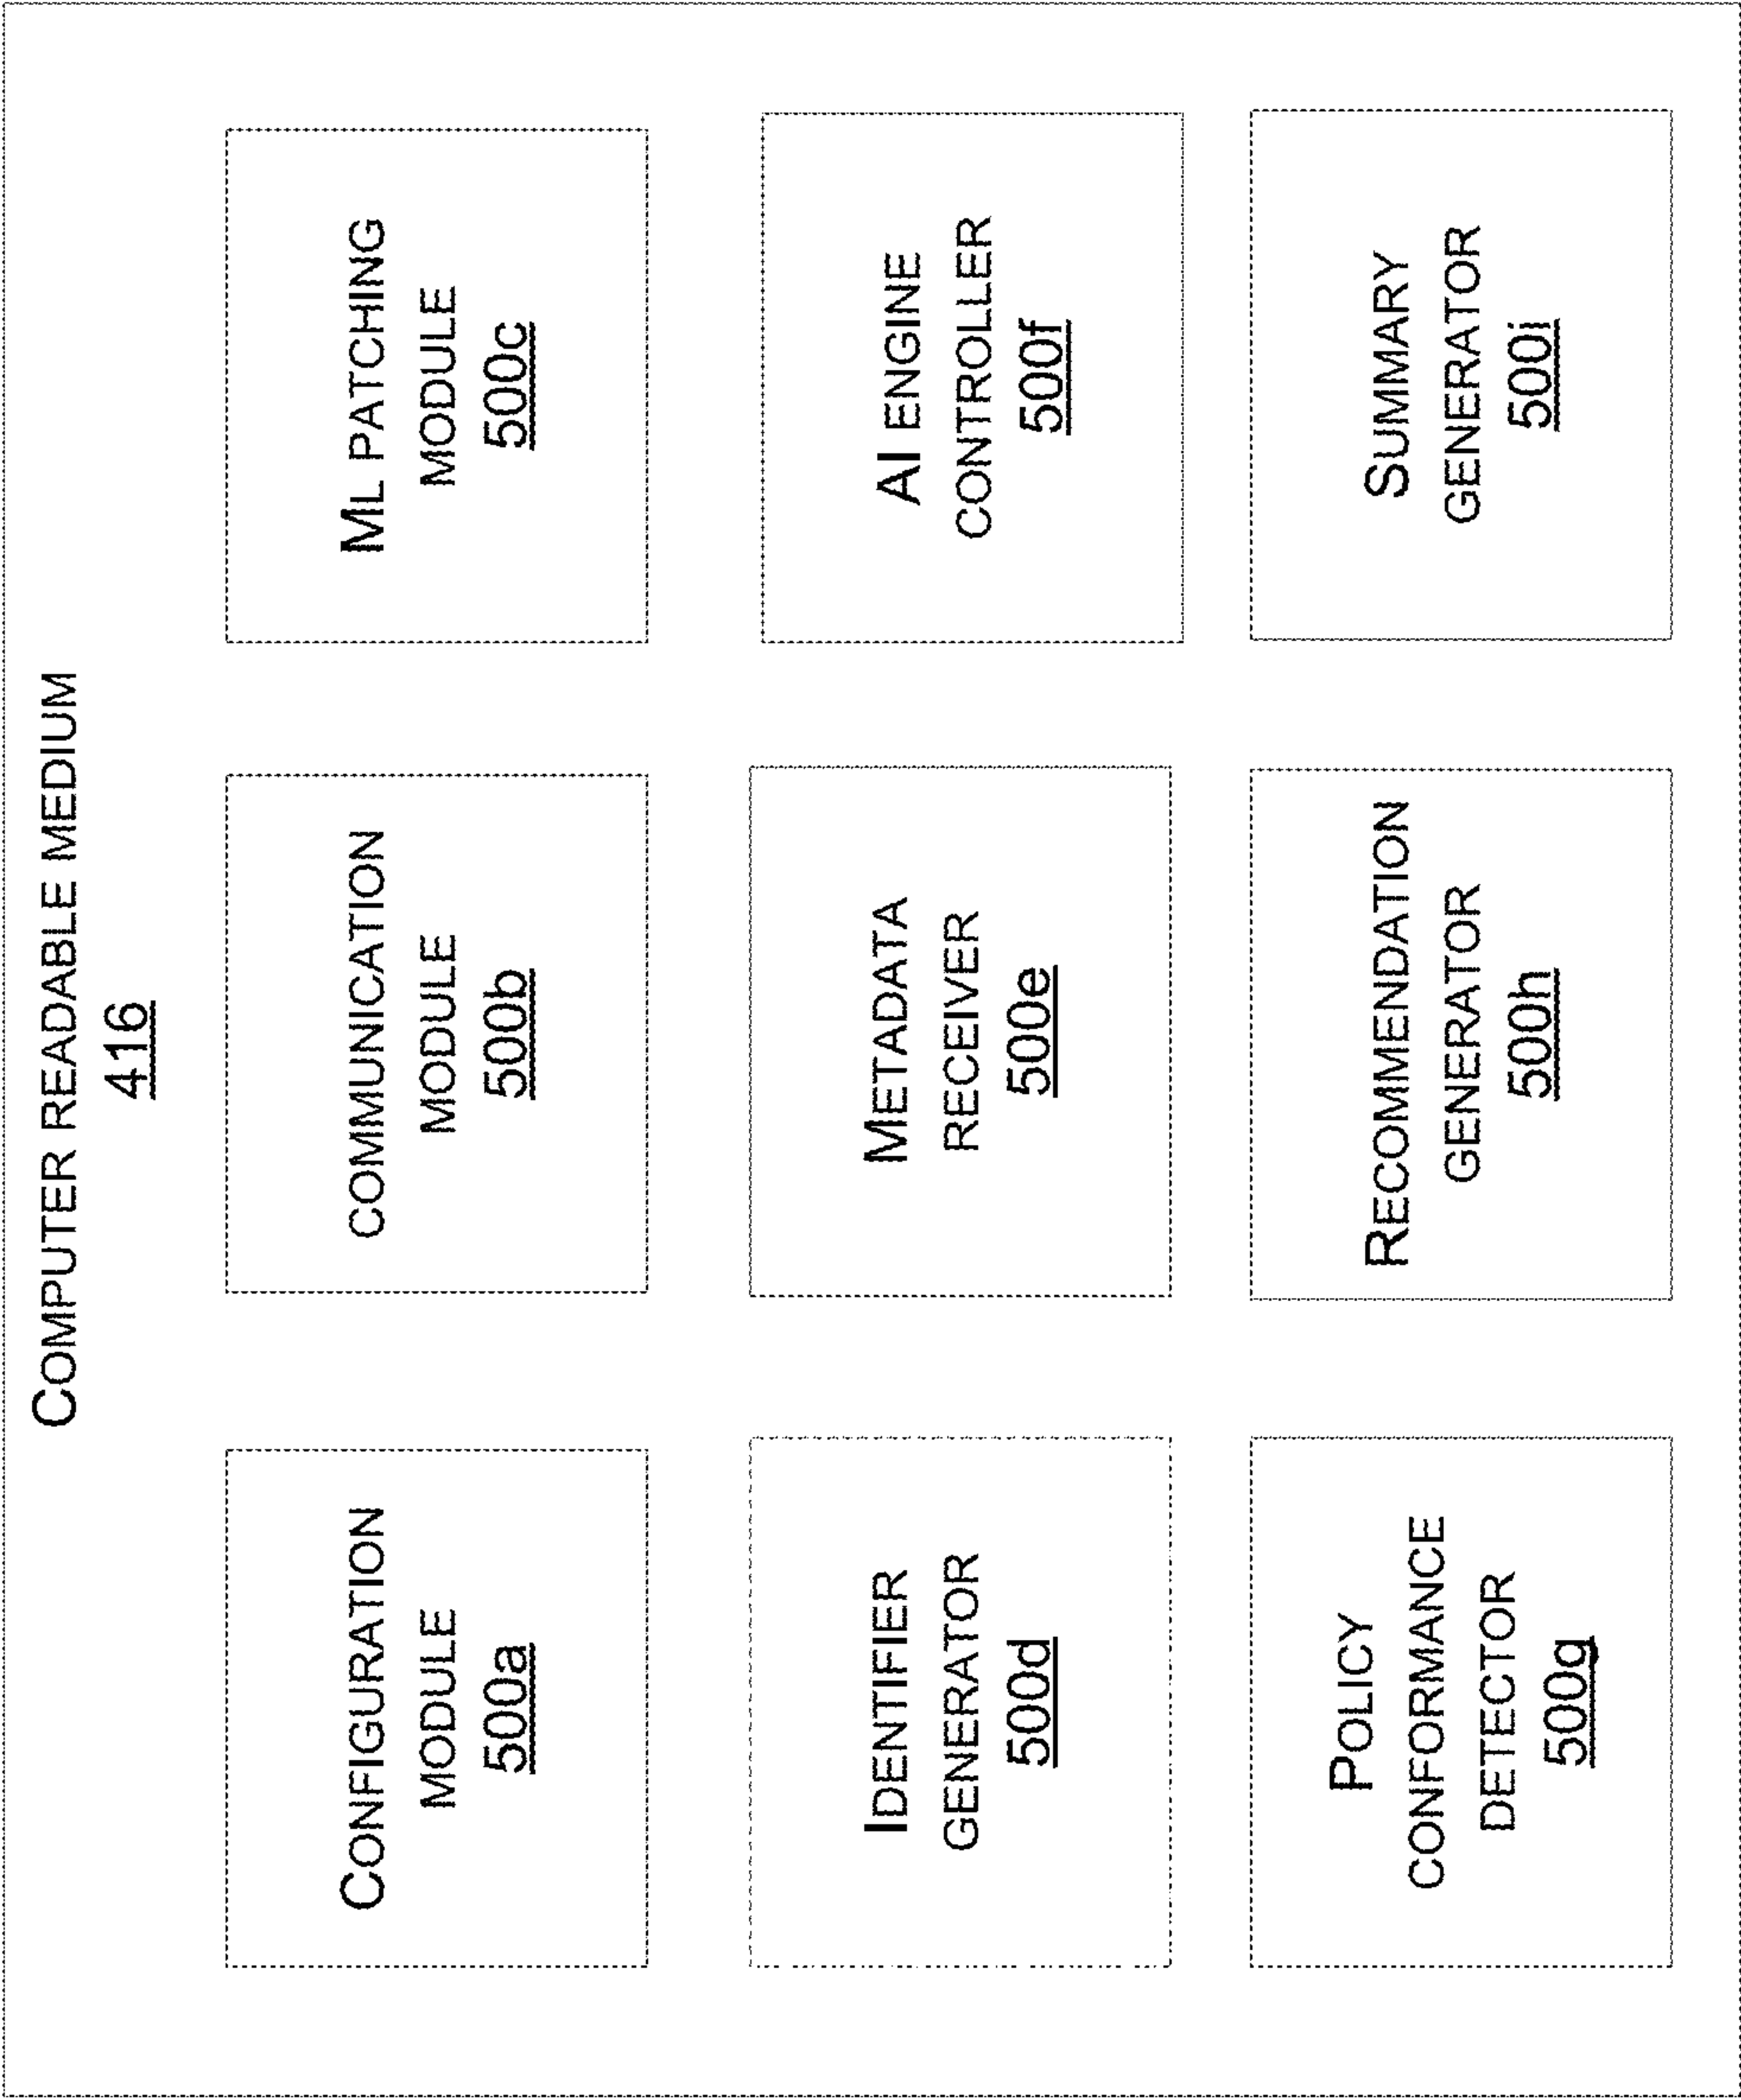 COMPUTER READABLE MEDIUM
416
CONFIGURATION
MODULE
500a
COMMUNICATION
MODULE
500b
ML PATCHING
MODULE
500c
IDENTIFIER
GENERATOR
500d
METADATA
RECEIVER
500e
AI ENGINE
CONTROLLER
500f
POLICY
CONFORMANCE
DETECTOR
500g
RECOMMENDATION
GENERATOR
500h
SUMMARY
GENERATOR
500i